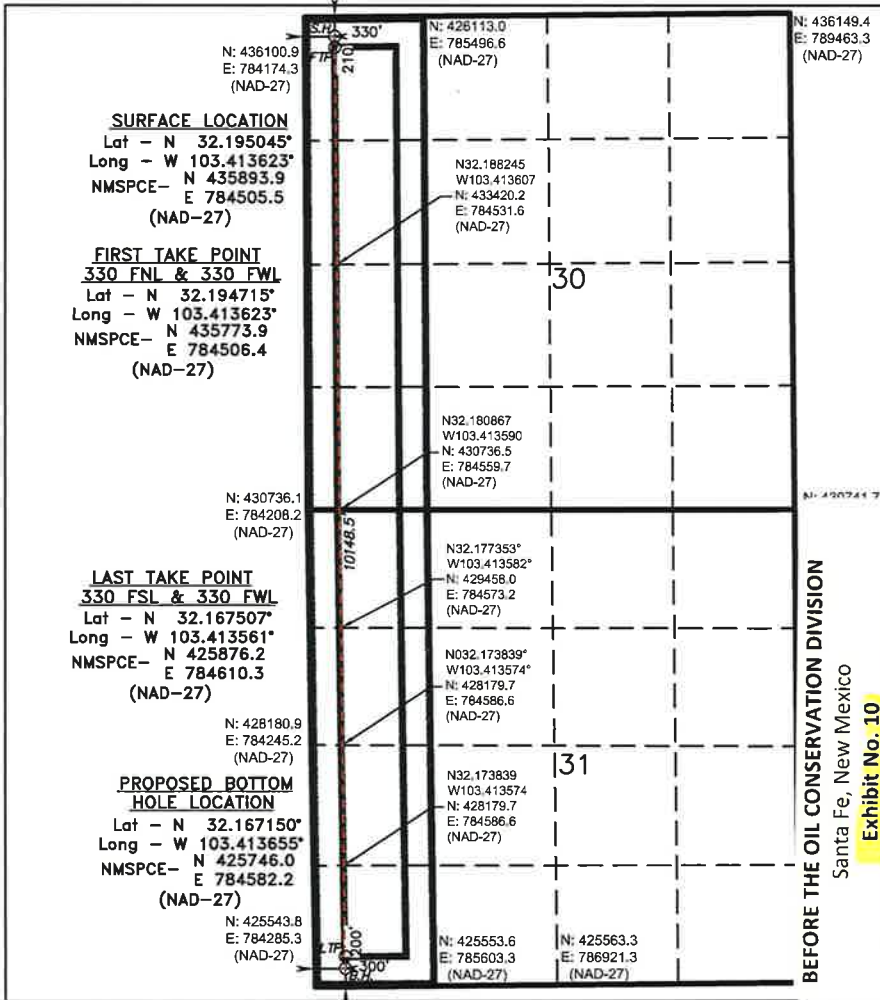 S.H.
330'
FTP
210'
N: 436100.9
E: 784174.3
(NAD-27)
N: 426113.0
E: 785496.6
(NAD-27)
N: 436149.4
E: 789463.3
(NAD-27)
SURFACE LOCATION
Lat - N 32.195045°
Long - W 103.413623°
NMSPCE- N 435893.9
E 784505.5
(NAD-27)
N32.188245
W103.413607
N: 433420.2
E: 784531.6
(NAD-27)
FIRST TAKE POINT
330 FNL & 330 FWL
Lat - N 32.194715°
Long - W 103.413623°
NMSPCE- N 435773.9
E 784506.4
(NAD-27)
30
N32.180867
W103.413590
N: 430736.5
E: 784559.7
(NAD-27)
N: 430736.1
E: 784208.2
(NAD-27)
N: 430741.7
10148.5
N32.177353°
W103.413582°
N: 429458.0
E: 784573.2
(NAD-27)
LAST TAKE POINT
330 FSL & 330 FWL
Lat - N 32.167507°
Long - W 103.413561°
NMSPCE- N 425876.2
E 784610.3
(NAD-27)
N032.173839°
W103.413574°
N: 428179.7
E: 784586.6
(NAD-27)
N: 428180.9
E: 784245.2
(NAD-27)
31
PROPOSED BOTTOM
HOLE LOCATION
Lat - N 32.167150°
Long - W 103.413655°
NMSPCE- N 425746.0
E 784582.2
(NAD-27)
N32.173839
W103.413574
N: 428179.7
E: 784586.6
(NAD-27)
N: 425543.8
E: 784285.3
(NAD-27)
LTP
200'
300'
B.H.
N: 425553.6
E: 785603.3
(NAD-27)
N: 425563.3
E: 786921.3
(NAD-27)
BEFORE THE OIL CONSERVATION DIVISION
Santa Fe, New Mexico
Exhibit No. 10